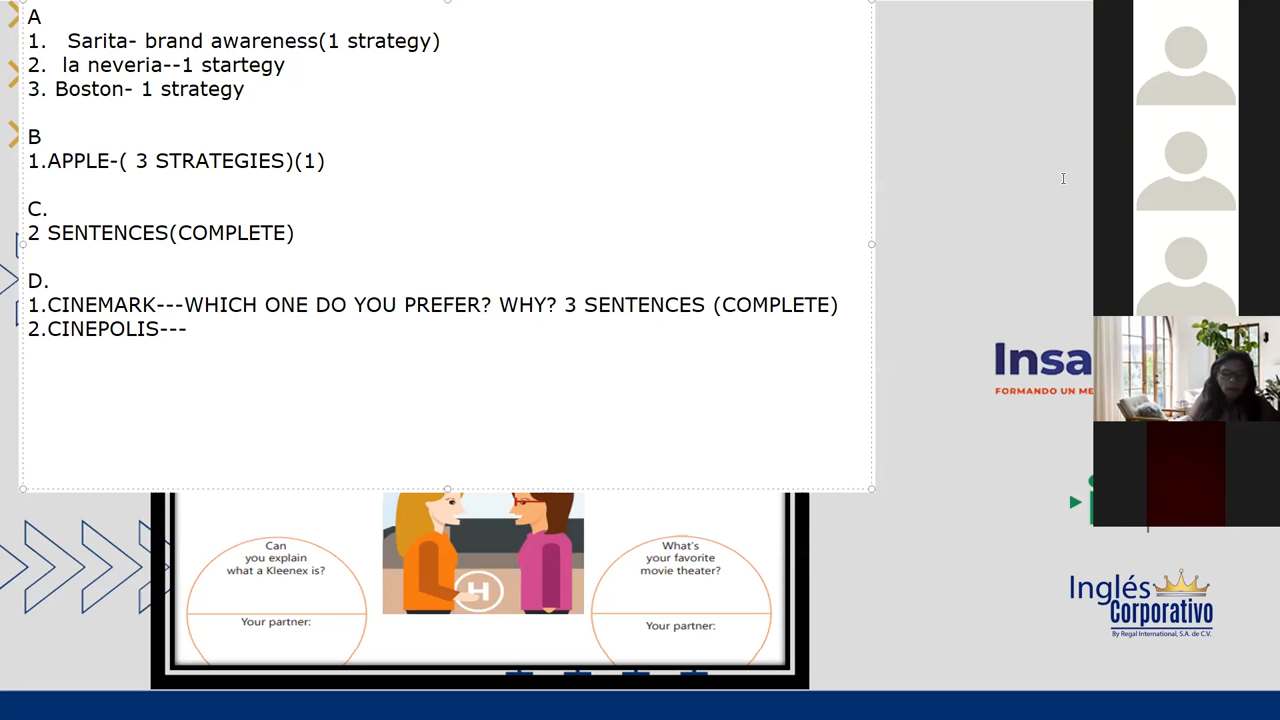 A
1. Sarita- brand awareness(1 strategy)
2. la neveria--1 startegy
3. Boston- 1 strategy
B
1.APPLE-( 3 STRATEGIES)(1)
C.
2 SENTENCES(COMPLETE)
D.
1.CINEMARK---WHICH ONE DO YOU PREFER? WHY? 3 SENTENCES (COMPLETE)
2.CINEPOLIS---
Insa
FORMANDO UN ME
Can
you explain
what a Kleenex is?
Your partner:
H
What's
your favorite
movie theater?
Your partner:
Inglés
Corporativo
By Regal International, S.A. de C.V.